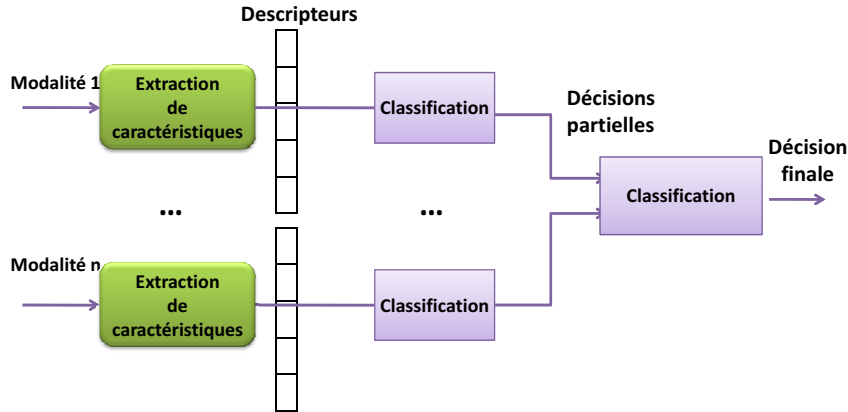 Descripteurs
Modalité 1
Extraction
de
caractéristiques
Classification
Décisions
partielles
Décision
finale
Classification
...
...
Modalité n
Extraction
de
caractéristiques
Classification